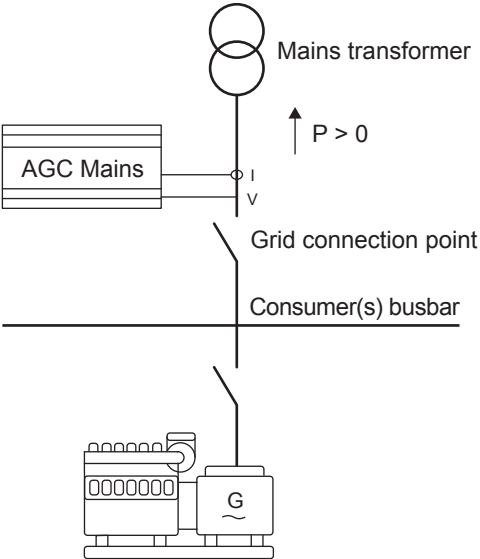 Mains transformer
P > 0
AGC Mains
I
V
Grid connection point
Consumer(s) busbar
G